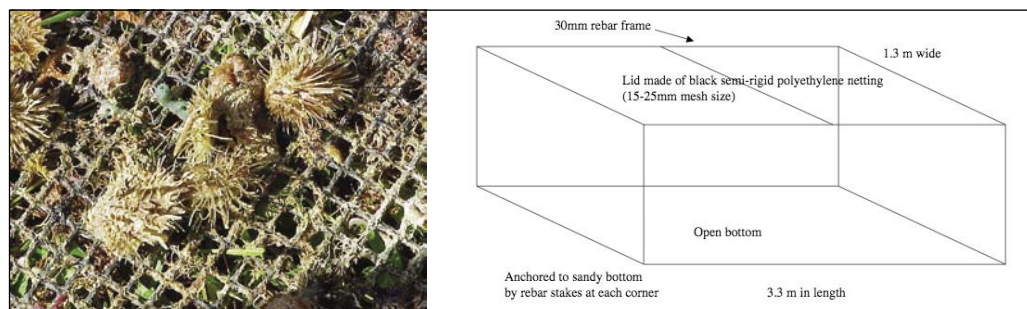 30mm rebar frame
1.3 m wide
Lid made of black semi-rigid polyethylene netting
(15-25mm mesh size)
Open bottom
Anchored to sandy bottom
by rebar stakes at each corner
3.3 m in length